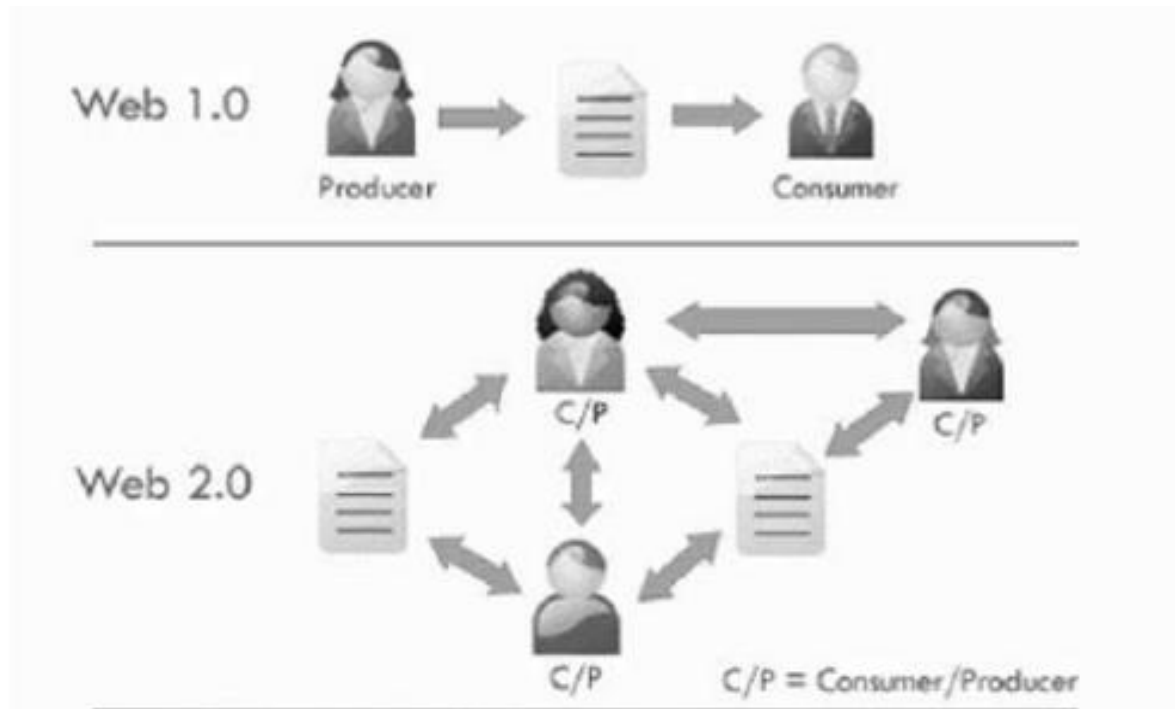 Web 1.0
Producer
Consumer
C/P
C/P
Web 2.0
C/P
C/P = Consumer/Producer